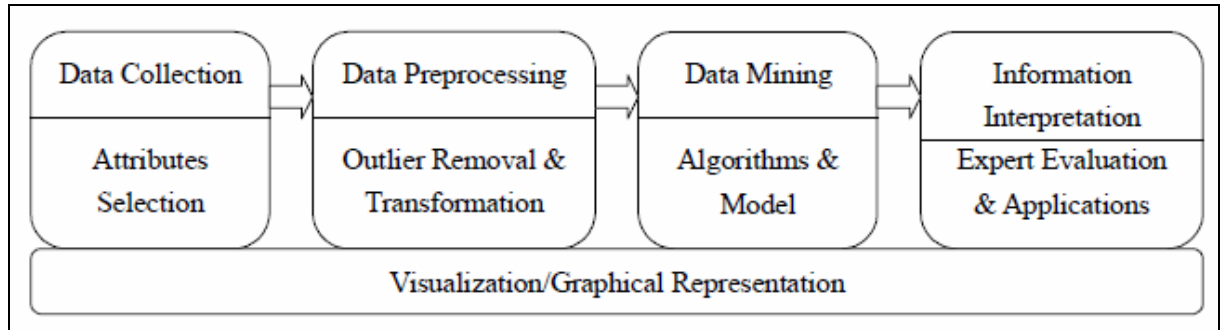 Data Collection
Attributes
Selection
Data Preprocessing
Outlier Removal &
Transformation
Data Mining
Algorithms &
Model
Information
Interpretation
Expert Evaluation
& Applications
Visualization/Graphical Representation